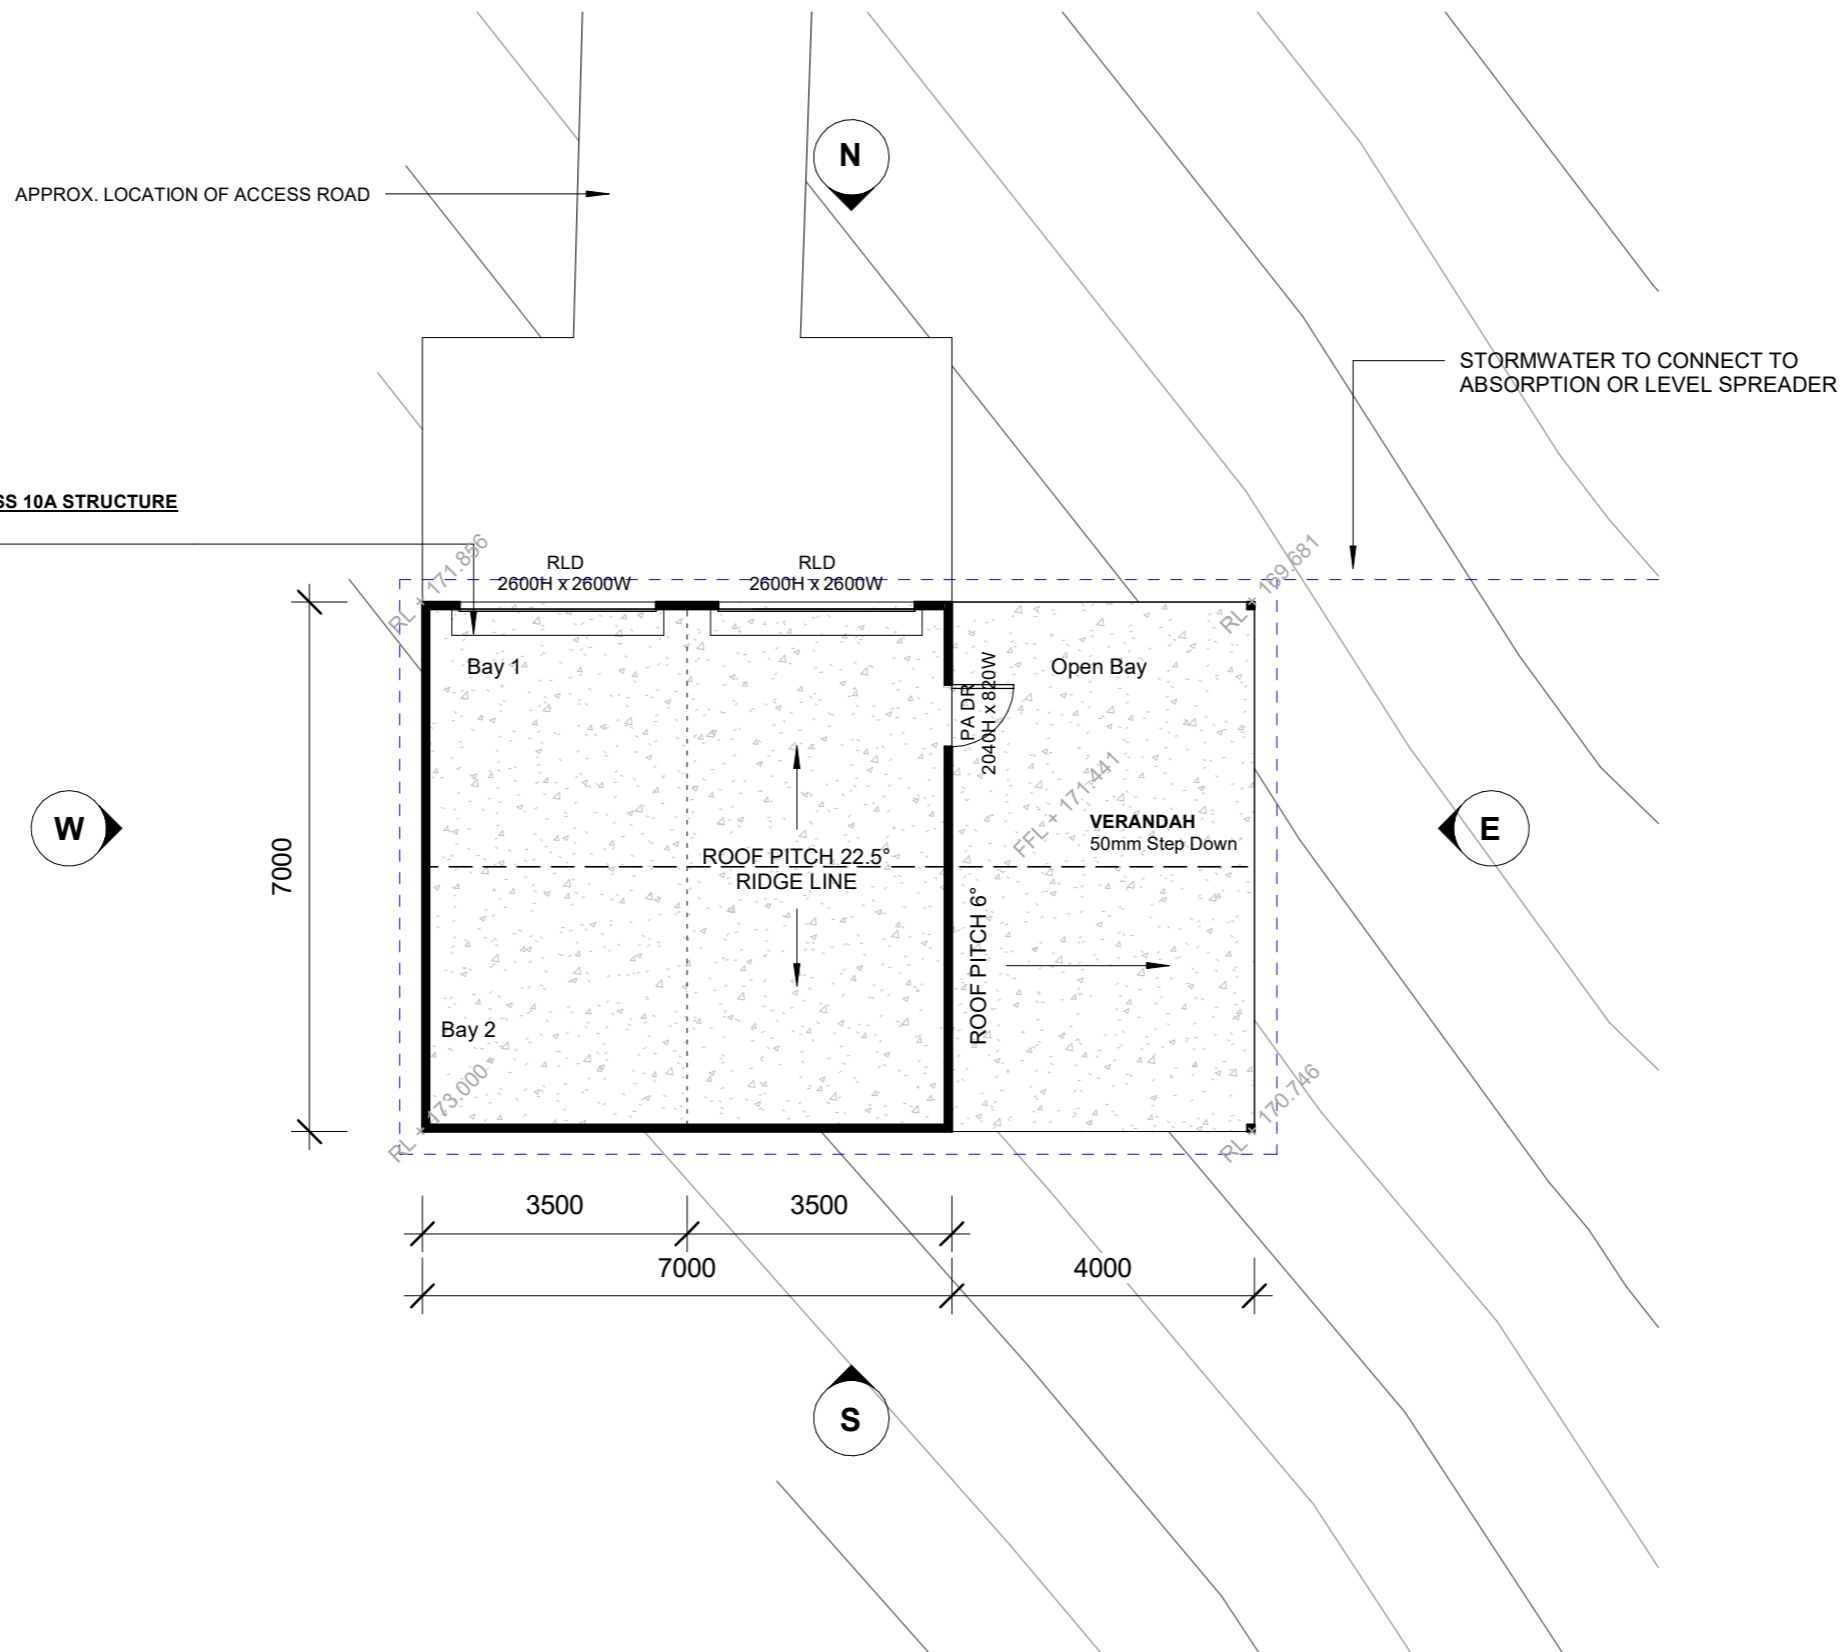 N
APPROX. LOCATION OF ACCESS ROAD
STORMWATER TO CONNECT TO
ABSORPTION OR LEVEL SPREADER
SS 10A STRUCTURE
RL + 171.856
RLD
2600H x 2600W
RLD
2600H x 2600W
RL + 169.681
Bay 1
PA DR
2040H x 820W
Open Bay
FFL + 171.441
W
7000
VERANDAH
50mm Step Down
E
ROOF PITCH 22.5°
RIDGE LINE
ROOF PITCH 6°
Bay 2
RL + 173.000
RL + 170.746
3500
3500
7000
4000
S